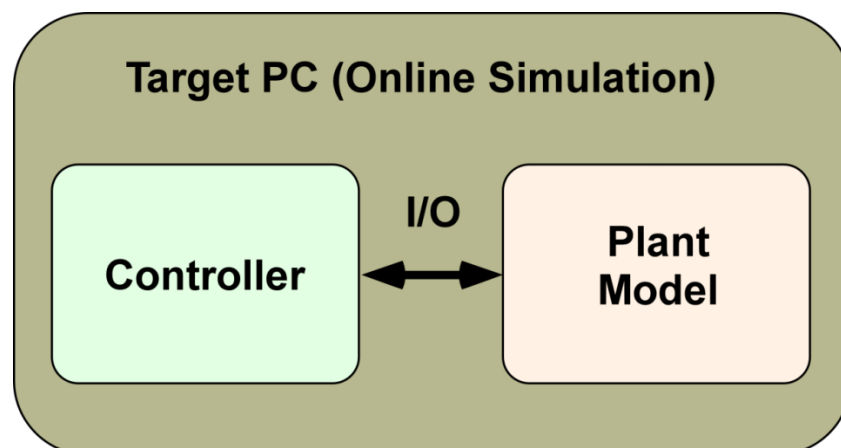 Target PC (Online Simulation)
I/O
Controller
Plant
Model